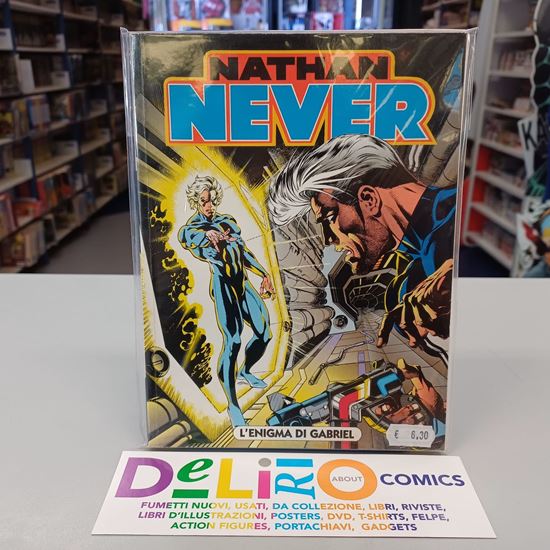 NATHAN
NEVER
L'ENIGMA DI GABRIEL
€ 6,30
DeLiRiO ABOUT COMICS
FUMETTI NUOVI, USATI, DA COLLEZIONE, LIBRI, RIVISTE,
LIBRI D'ILLUSTRAZIONI, POSTERS, DVD, T-SHIRTS, FELPE,
ACTION FIGURES, PORTACHIAVI, GADGETS